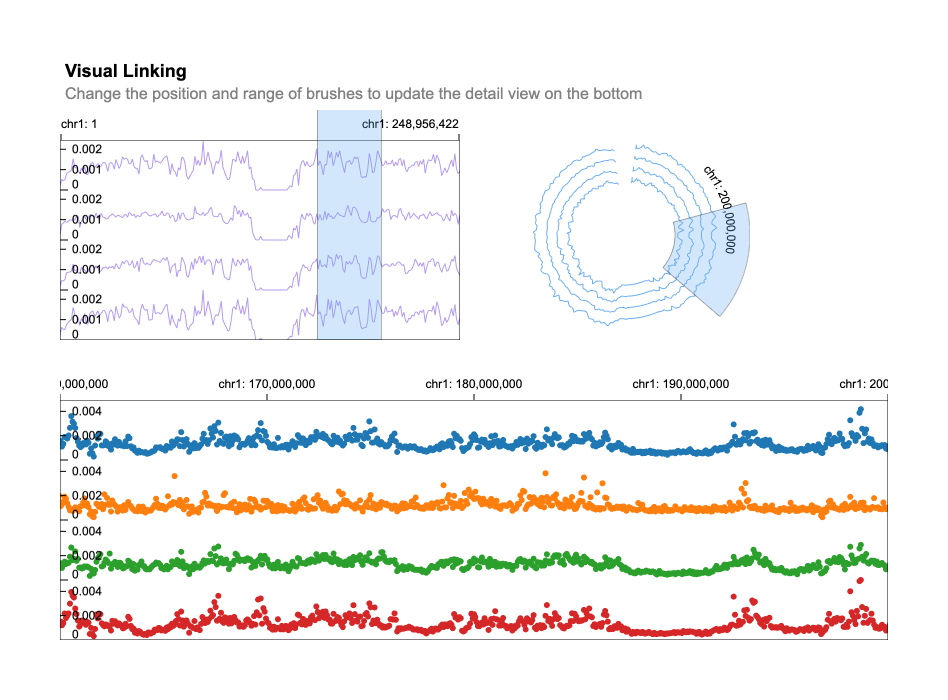 Visual Linking
Change the position and range of brushes to update the detail view on the bottom
chr1: 1
chr1: 248,956,422
0.002
0.001
0
0.002
0.001
0
0.002
0.001
0
0.002
0.001
0
chr1: 200,000,000
0,000,000
chr1: 170,000,000
chr1: 180,000,000
chr1: 190,000,000
chr1: 200
0.004
0.002
0
0.004
0.002
0
0.004
0.002
0
0.004
0.002
0